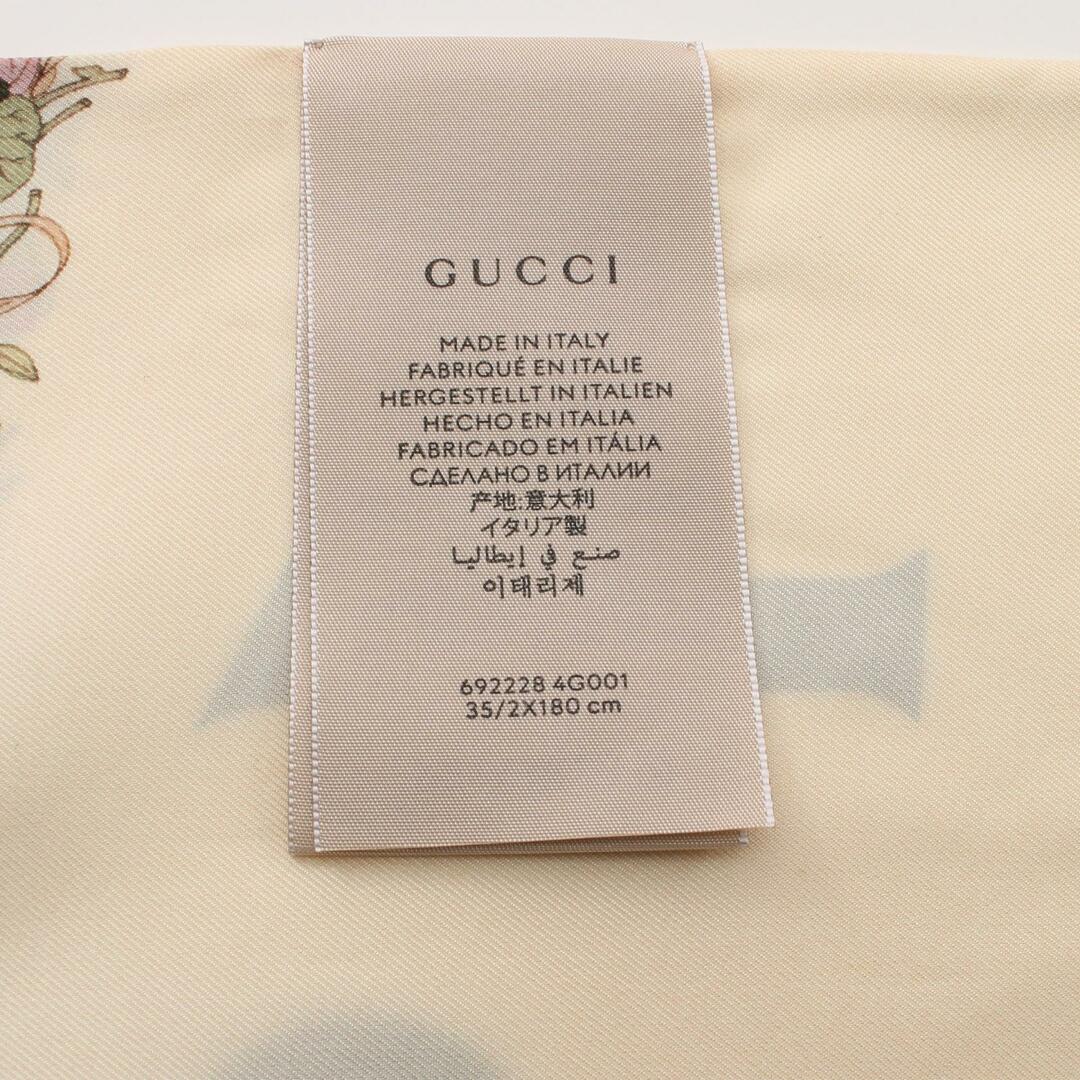 GUCCI
MADE IN ITALY
FABRIQUÉ EN ITALIE
HERGESTELLT IN ITALIEN
HECHO EN ITALIA
FABRICADO EM ITÁLIA
СДЕЛАНО В ИТАЛИИ
产地:意大利
イタリア製
صنع في إيطاليا
이태리제
692228 4G001
35/2X180 cm